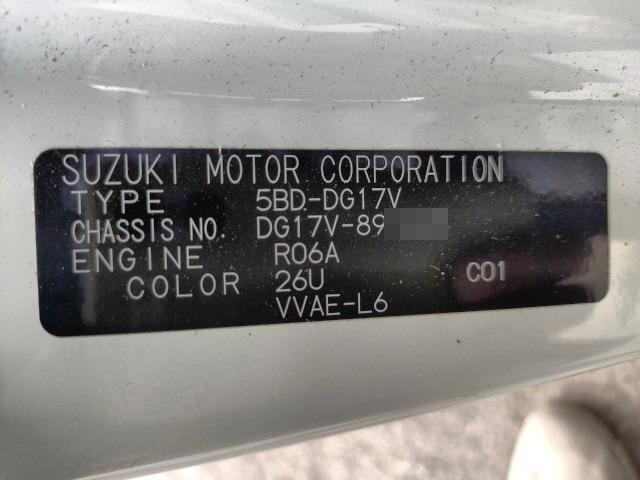 SUZUKI MOTOR CORPORATION
TYPE 5BD-DG17V
CHASSIS NO. DG17V-89
ENGINE R06A
COLOR 26U C01
VVAE-L6